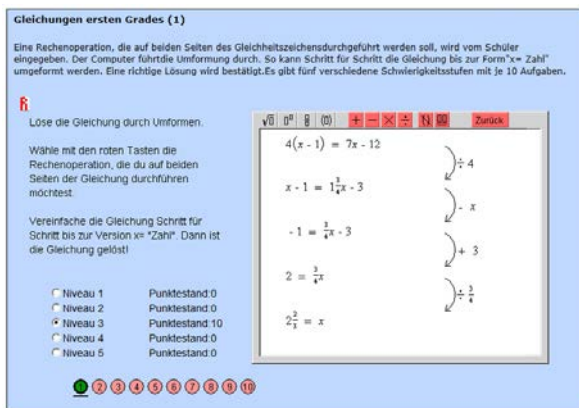 Gleichungen ersten Grades (1)
Eine Rechenoperation, die auf beiden Seiten des Gleichheitszeichensdurchgeführt werden soll, wird vom Schüler
eingegeben. Der Computer führtdie Umformung durch. So kann Schritt für Schritt die Gleichung bis zur Form"x= Zahl"
umgeformt werden. Eine richtige Lösung wird bestätigt.Es gibt fünf verschiedene Schwierigkeitsstufen mit je 10 Aufgaben.
Löse die Gleichung durch Umformen.
Wähle mit den roten Tasten die
Rechenoperation, die du auf beiden
Seiten der Gleichung durchführen
möchtest.
Vereinfache die Gleichung Schritt für
Schritt bis zur Version x= "Zahl". Dann ist
die Gleichung gelöst!
Niveau 1 Punktestand:0
Niveau 2 Punktestand:0
Niveau 3 Punktestand:10
Niveau 4 Punktestand:0
Niveau 5 Punktestand:0
1 2 3 4 5 6 7 8 9 10
+ − × ÷ Zurück
4(x - 1) = 7x - 12
÷ 4
x - 1 = 1 3/4 x - 3
- x
- 1 = 3/4 x - 3
+ 3
2 = 3/4 x
÷ 3/4
2 2/3 = x